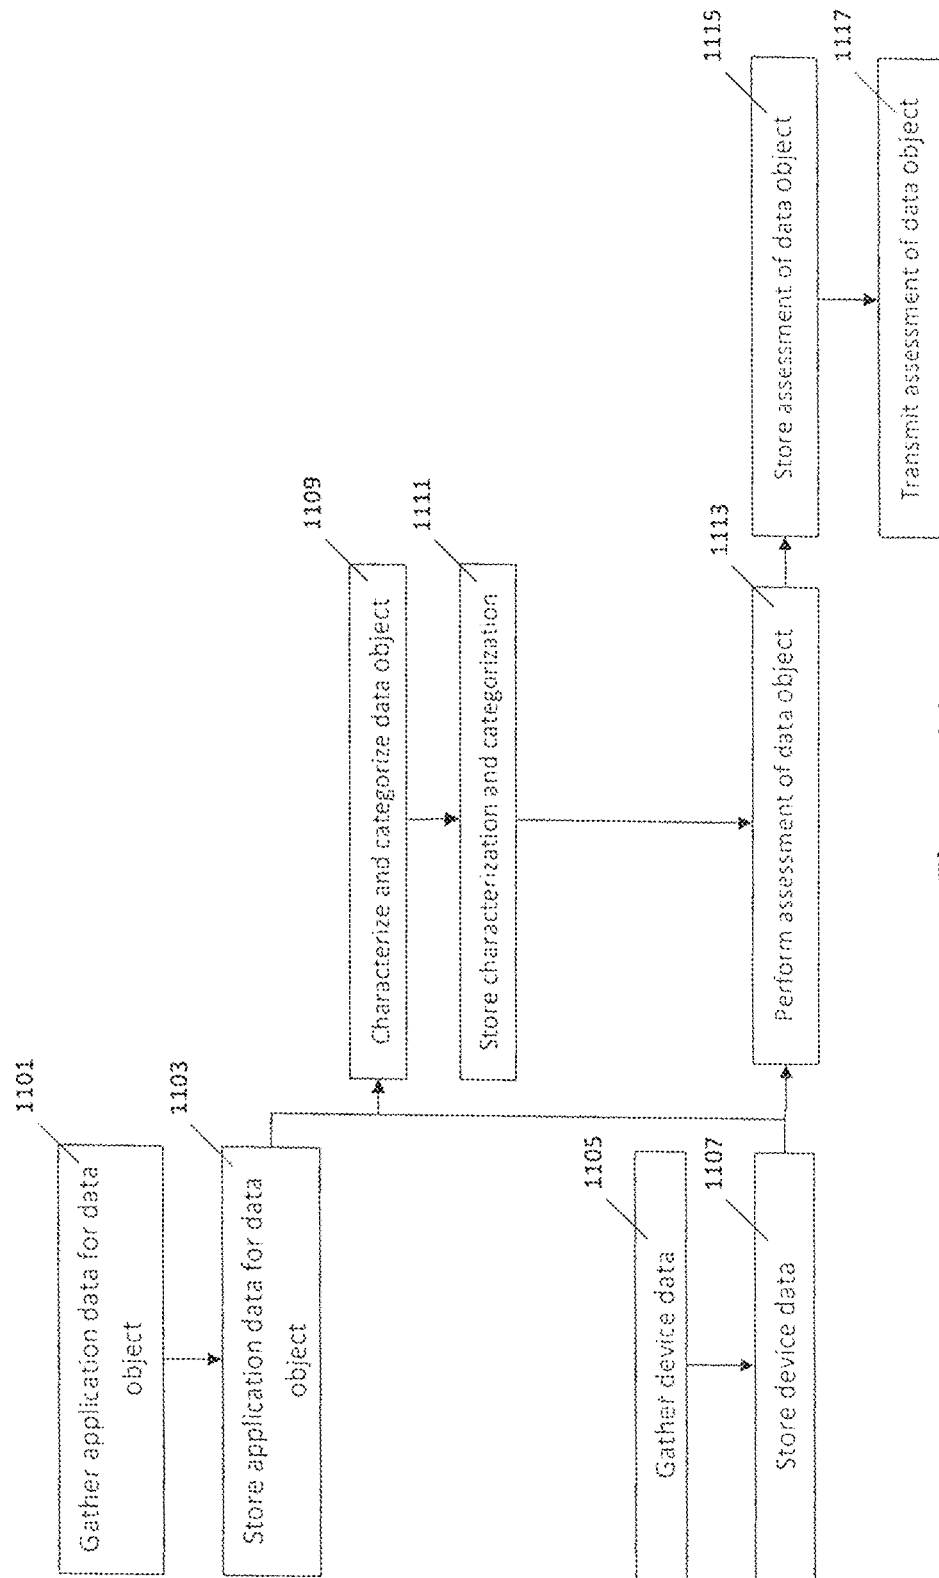 1101
Gather application data for data
object
1103
Store application data for data
object
1105
Gather device data
1107
Store device data
1109
Characterize and categorize data object
1111
Store characterization and categorization
1113
Perform assessment of data object
1115
Store assessment of data object
1117
Transmit assessment of data object